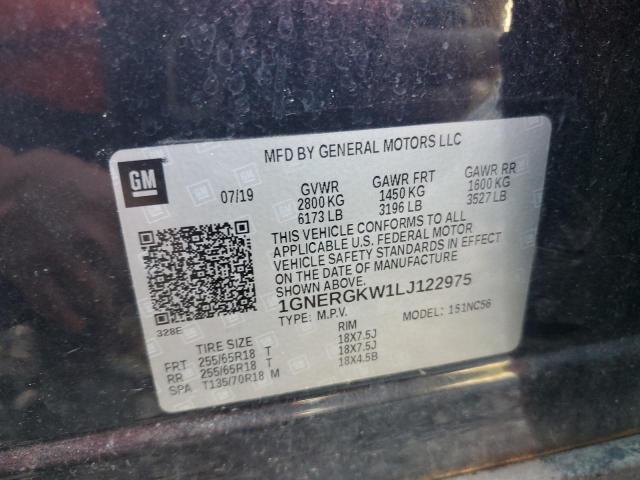 MFD BY GENERAL MOTORS LLC
GM
07/19
GVWR GAWR FRT GAWR RR
2800 KG 1450 KG 1600 KG
6173 LB 3196 LB 3527 LB
THIS VEHICLE CONFORMS TO ALL
APPLICABLE U.S. FEDERAL MOTOR
VEHICLE SAFETY STANDARDS IN EFFECT
ON THE DATE OF MANUFACTURE
SHOWN ABOVE.
1GNERGKW1LJ122975
TYPE: M.P.V. MODEL: 151NC56
328E
TIRE SIZE RIM
FRT 255/65R18 T 18X7.5J
RR 255/65R18 T 18X7.5J
SPA T135/70R18 M 18X4.5B